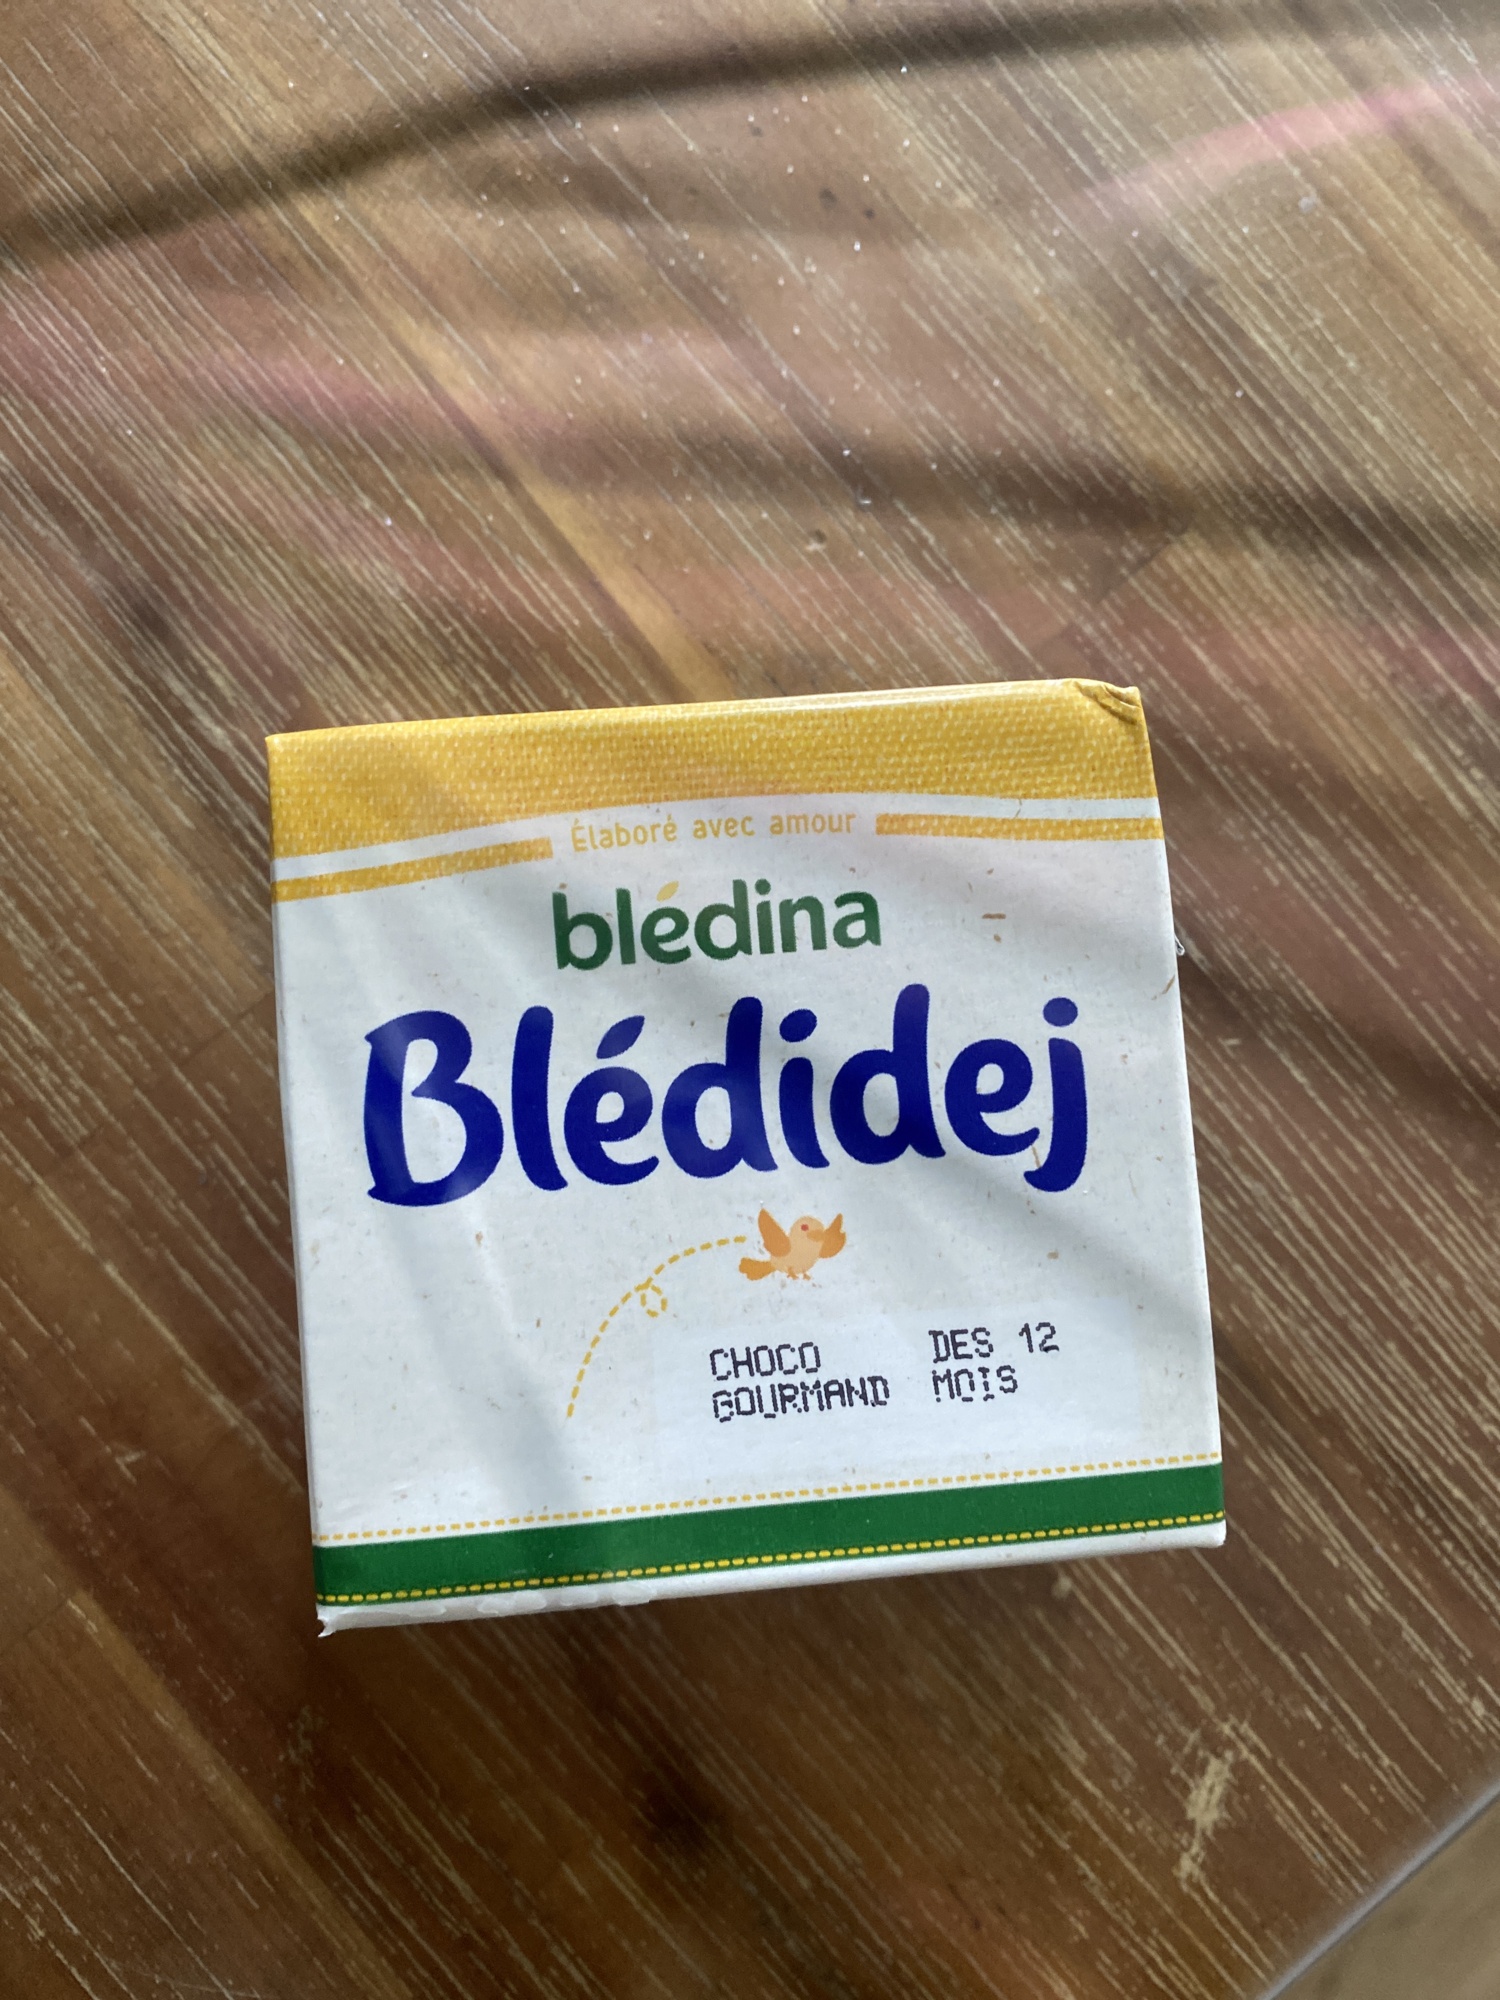 Élaboré avec amour
blédina
Blédidej
CHOCO DES 12
GOURMAND MOIS